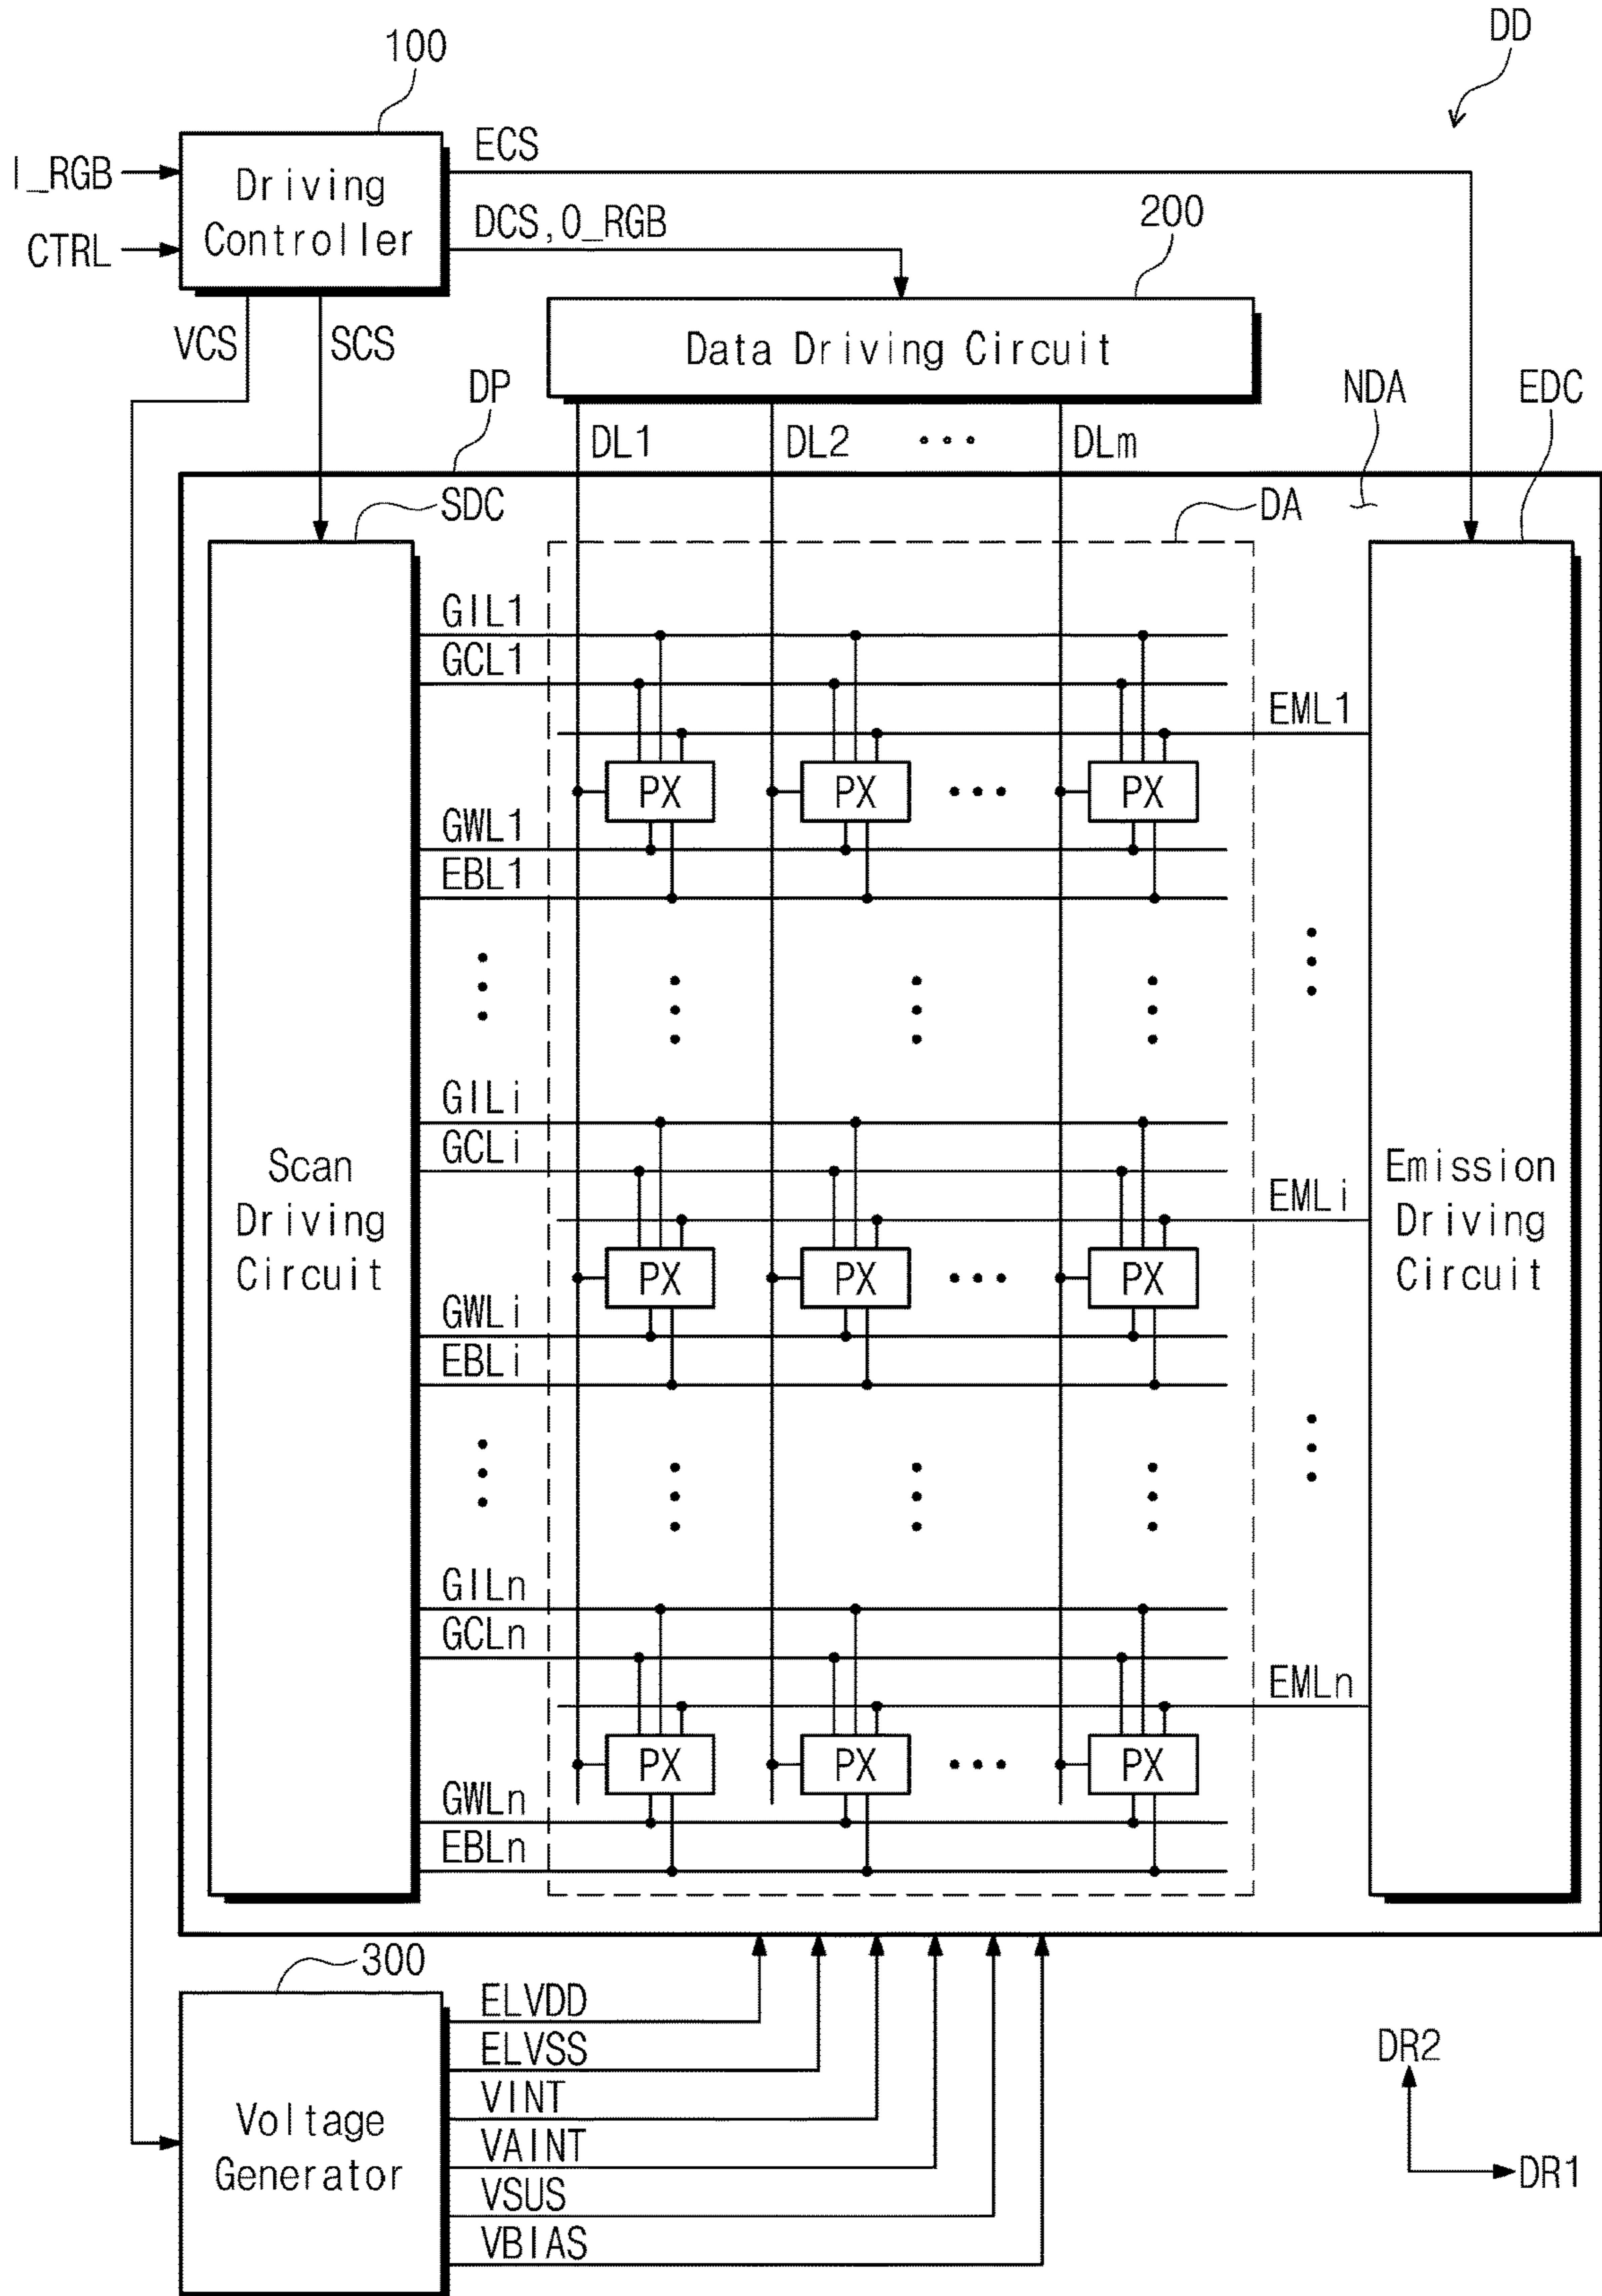 DD
100
I_RGB
CTRL
Driving
Controller
ECS
DCS,O_RGB
200
VCS
SCS
Data Driving Circuit
DP
NDA
EDC
DL1
DL2
DLm
SDC
DA
GIL1
GCL1
EML1
PX PX PX
GWL1
EBL1
GILi
GCLi
Scan
Driving
Circuit
EMLi
Emission
Driving
Circuit
PX PX PX
GWLi
EBLi
GILn
GCLn
EMLn
PX PX PX
GWLn
EBLn
300
Voltage
Generator
ELVDD
ELVSS
VINT
VAINT
VSUS
VBIAS
DR2
DR1